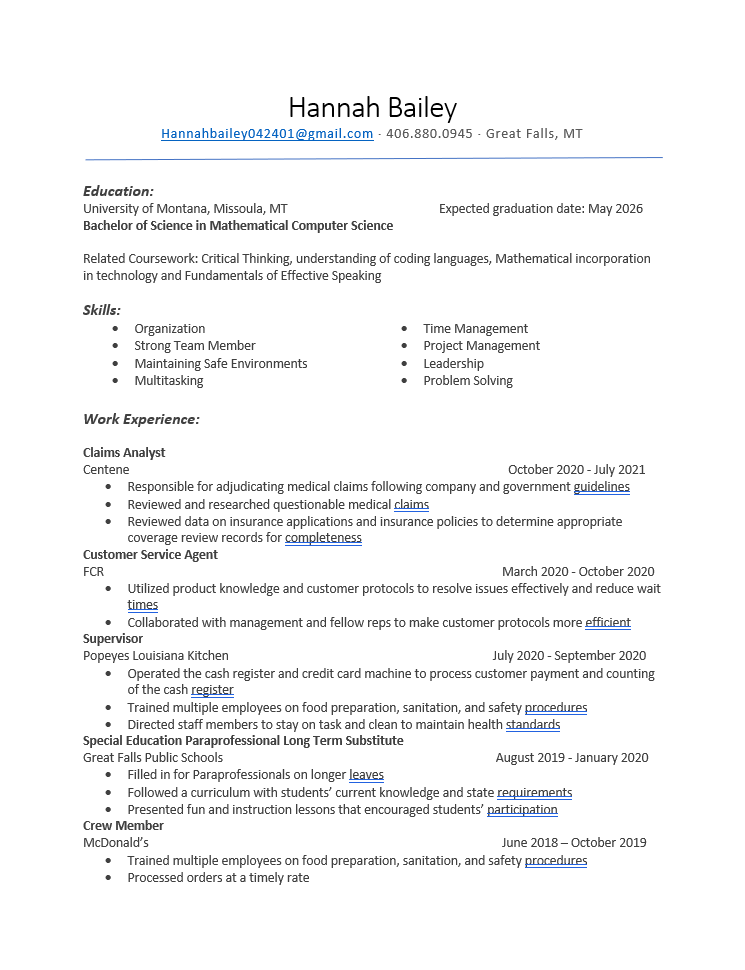 Hannah Bailey
Hannahbailey042401@gmail.com · 406.880.0945 · Great Falls, MT
Education:
University of Montana, Missoula, MT Expected graduation date: May 2026
Bachelor of Science in Mathematical Computer Science
Related Coursework: Critical Thinking, understanding of coding languages, Mathematical incorporation
in technology and Fundamentals of Effective Speaking
Skills:
• Organization • Time Management
• Strong Team Member • Project Management
• Maintaining Safe Environments • Leadership
• Multitasking • Problem Solving
Work Experience:
Claims Analyst
Centene October 2020 - July 2021
• Responsible for adjudicating medical claims following company and government guidelines
• Reviewed and researched questionable medical claims
• Reviewed data on insurance applications and insurance policies to determine appropriate
coverage review records for completeness
Customer Service Agent
FCR March 2020 - October 2020
• Utilized product knowledge and customer protocols to resolve issues effectively and reduce wait
times
• Collaborated with management and fellow reps to make customer protocols more efficient
Supervisor
Popeyes Louisiana Kitchen July 2020 - September 2020
• Operated the cash register and credit card machine to process customer payment and counting
of the cash register
• Trained multiple employees on food preparation, sanitation, and safety procedures
• Directed staff members to stay on task and clean to maintain health standards
Special Education Paraprofessional Long Term Substitute
Great Falls Public Schools August 2019 - January 2020
• Filled in for Paraprofessionals on longer leaves
• Followed a curriculum with students’ current knowledge and state requirements
• Presented fun and instruction lessons that encouraged students’ participation
Crew Member
McDonald’s June 2018 – October 2019
• Trained multiple employees on food preparation, sanitation, and safety procedures
• Processed orders at a timely rate